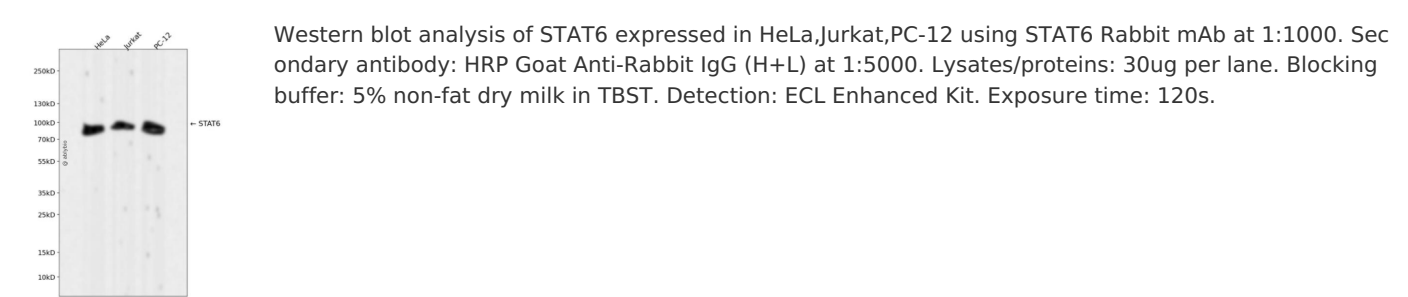 HeLa Jurkat PC-12
250kD
130kD
100kD
← STAT6
70kD
55kD
35kD
25kD
15kD
10kD
Western blot analysis of STAT6 expressed in HeLa,Jurkat,PC-12 using STAT6 Rabbit mAb at 1:1000. Sec
ondary antibody: HRP Goat Anti-Rabbit IgG (H+L) at 1:5000. Lysates/proteins: 30ug per lane. Blocking
buffer: 5% non-fat dry milk in TBST. Detection: ECL Enhanced Kit. Exposure time: 120s.